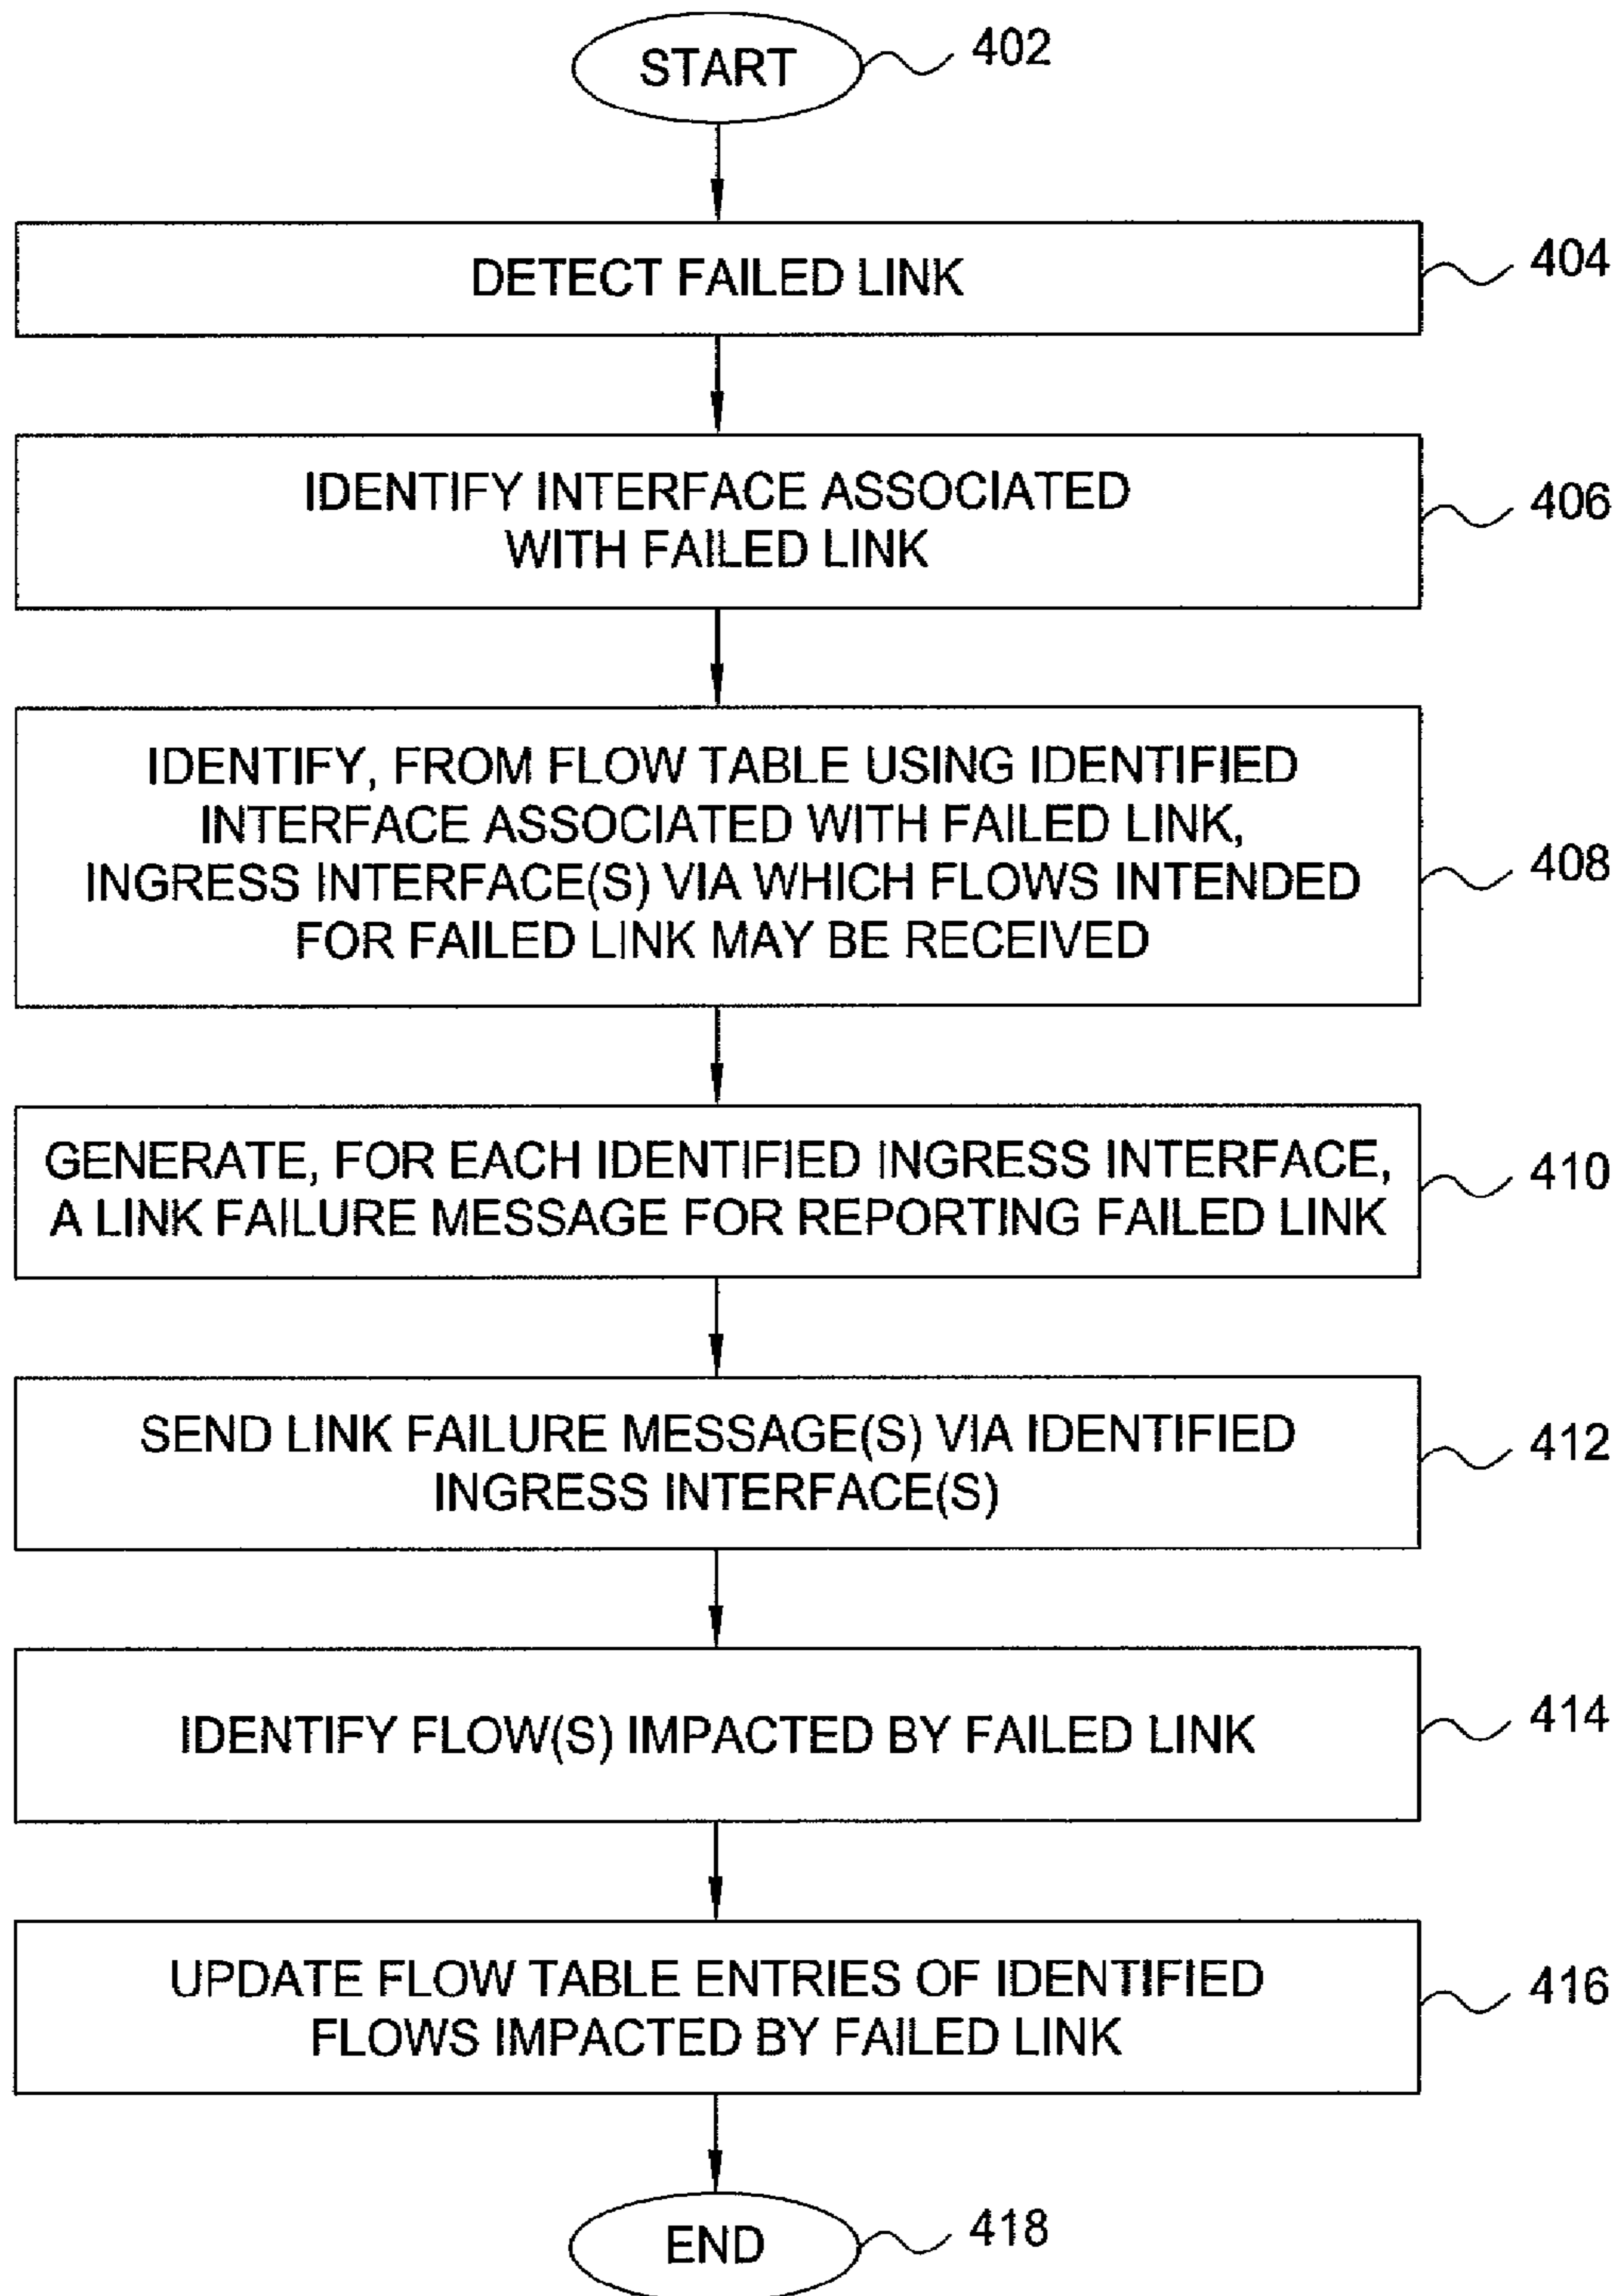 START
402
DETECT FAILED LINK
404
IDENTIFY INTERFACE ASSOCIATED
WITH FAILED LINK
406
IDENTIFY, FROM FLOW TABLE USING IDENTIFIED
INTERFACE ASSOCIATED WITH FAILED LINK,
INGRESS INTERFACE(S) VIA WHICH FLOWS INTENDED
FOR FAILED LINK MAY BE RECEIVED
408
GENERATE, FOR EACH IDENTIFIED INGRESS INTERFACE,
A LINK FAILURE MESSAGE FOR REPORTING FAILED LINK
410
SEND LINK FAILURE MESSAGE(S) VIA IDENTIFIED
INGRESS INTERFACE(S)
412
IDENTIFY FLOW(S) IMPACTED BY FAILED LINK
414
UPDATE FLOW TABLE ENTRIES OF IDENTIFIED
FLOWS IMPACTED BY FAILED LINK
416
END
418